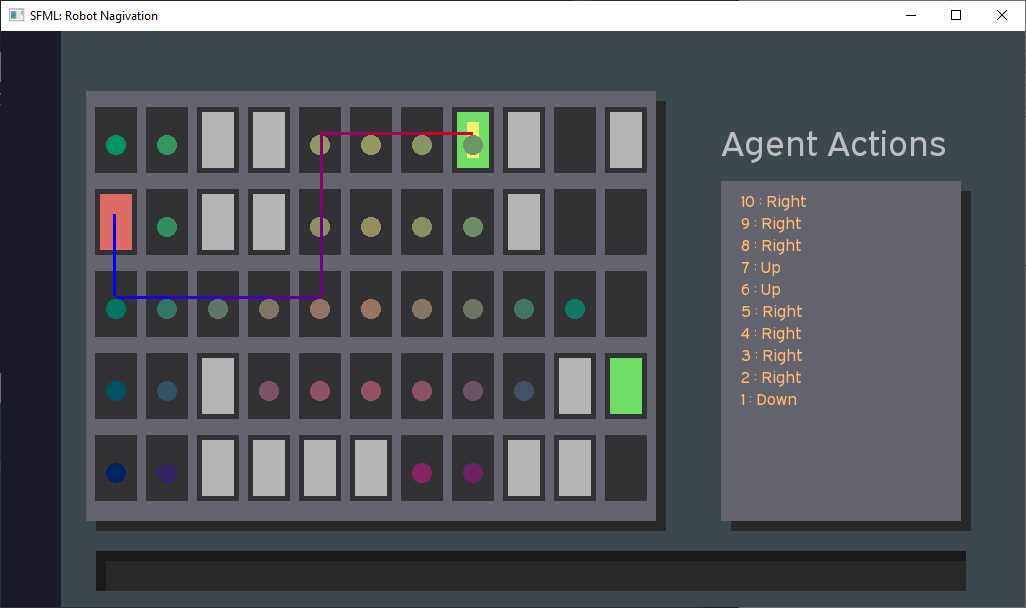 SFML: Robot Nagivation
Agent Actions
10 : Right
9 : Right
8 : Right
7 : Up
6 : Up
5 : Right
4 : Right
3 : Right
2 : Right
1 : Down